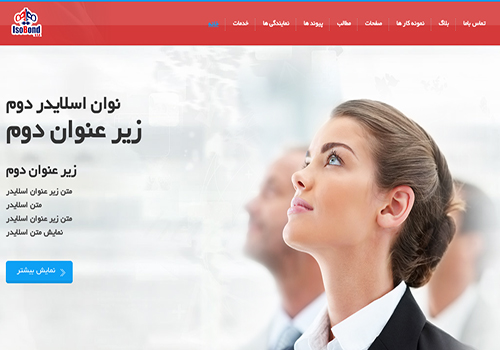 IsoBond
تماس باما
بلاگ
نمونه کار ها
صفحات
مطالب
پیوند ها
نمایندگی ها
خدمات
نوان اسلایدر دوم
زیر عنوان دوم
زیر عنوان دوم
متن زیر عنوان اسلایدر
متن اسلایدر
متن زیر عنوان اسلایدر
نمایش متن اسلایدر
نمایش بیشتر